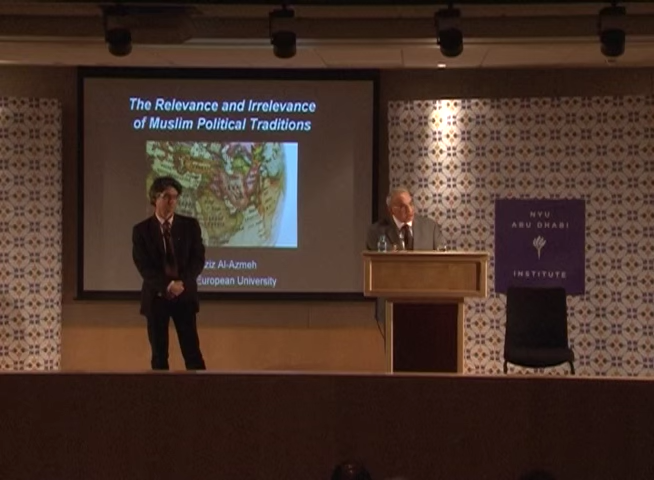 The Relevance and Irrelevance
of Muslim Political Traditions
ziz Al-Azmeh
European University
NYU
ABU DHABI
INSTITUTE